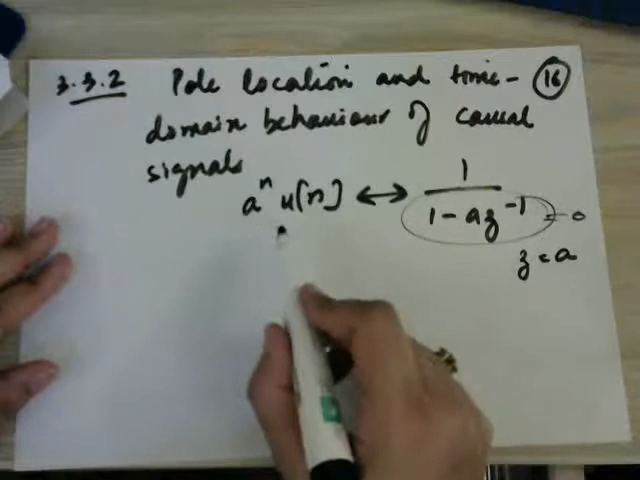 3.3.2 Pole location and time- 16
domain behaviour of causal
signals
a^n u[n] ↔ 1 / (1 - az^-1) = 0
z = a